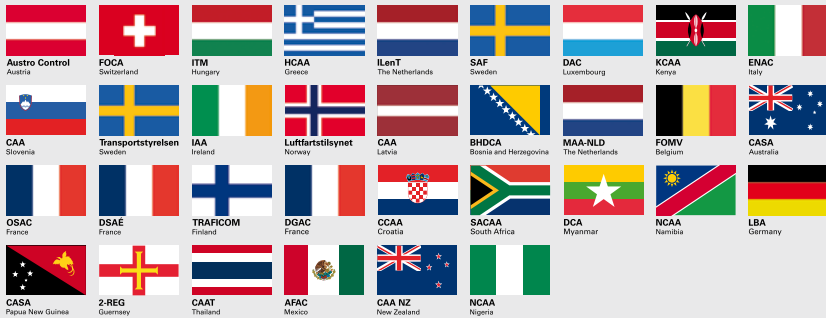 Austro Control
Austria
FOCA
Switzerland
ITM
Hungary
HCAA
Greece
ILenT
The Netherlands
SAF
Sweden
DAC
Luxembourg
KCAA
Kenya
ENAC
Italy
CAA
Slovenia
Transportstyrelsen
Sweden
IAA
Ireland
Luftfartstilsynet
Norway
CAA
Latvia
BHDCA
Bosnia and Herzegovina
MAA-NLD
The Netherlands
FOMV
Belgium
CASA
Australia
OSAC
France
DSAÉ
France
TRAFICOM
Finland
DGAC
France
CCAA
Croatia
SACAA
South Africa
DCA
Myanmar
NCAA
Namibia
LBA
Germany
CASA
Papua New Guinea
2-REG
Guernsey
CAAT
Thailand
AFAC
Mexico
CAA NZ
New Zealand
NCAA
Nigeria